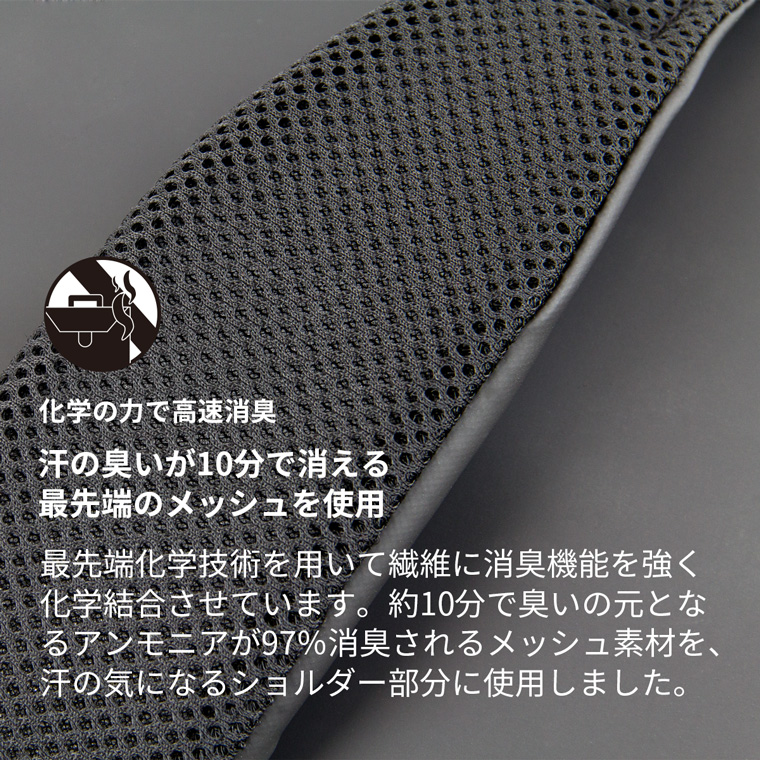 化学の力で高速消臭
汗の臭いが10分で消える
最先端のメッシュを使用
最先端化学技術を用いて繊維に消臭機能を強く
化学結合させています。約10分で臭いの元とな
るアンモニアが97%消臭されるメッシュ素材を、
汗の気になるショルダー部分に使用しました。